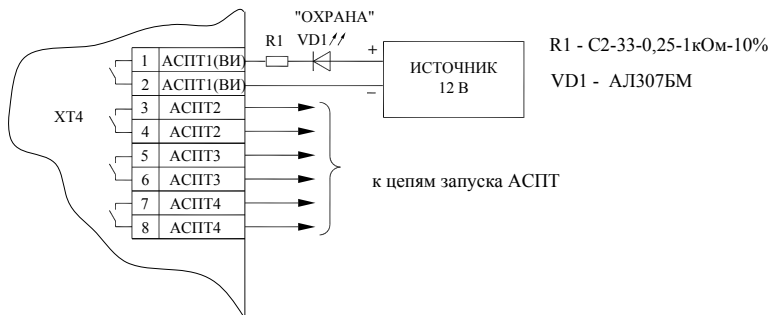 "ОХРАНА"
R1 VD1
+
–
ИСТОЧНИК
12 В
R1 - С2-33-0,25-1кОм-10%
VD1 - АЛ307БМ
ХТ4
1 АСПТ1(ВИ)
2 АСПТ1(ВИ)
3 АСПТ2
4 АСПТ2
5 АСПТ3
6 АСПТ3
7 АСПТ4
8 АСПТ4
к цепям запуска АСПТ